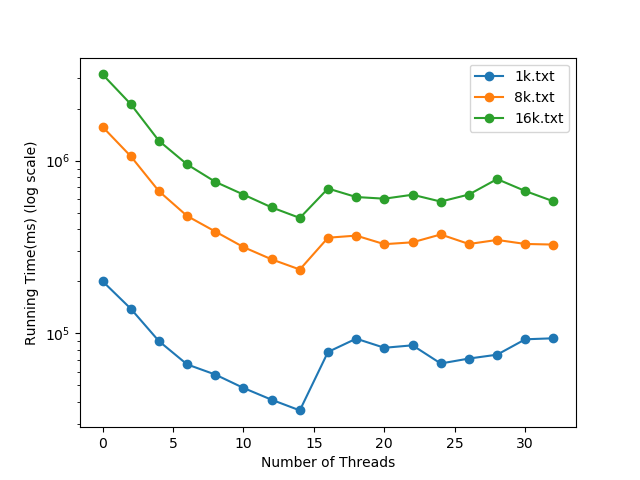 1k.txt
8k.txt
16k.txt
10^6
10^5
Running Time(ms) (log scale)
0 5 10 15 20 25 30
Number of Threads